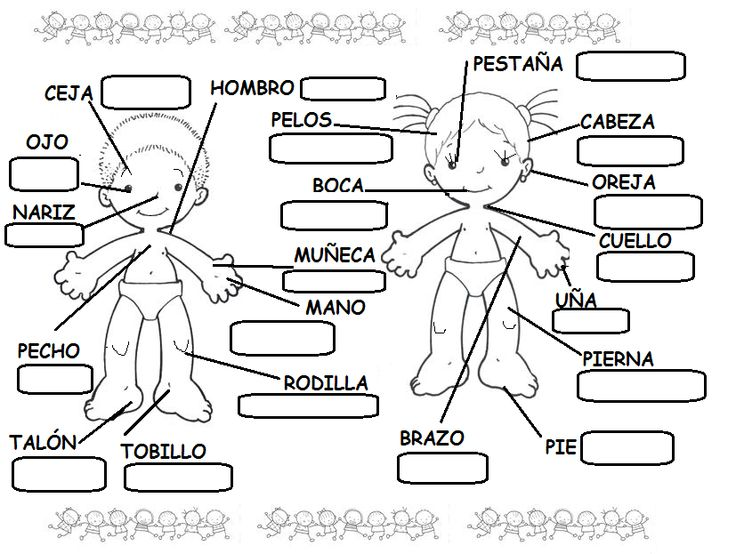 PESTAÑA
CEJA
HOMBRO
PELOS
CABEZA
OJO
BOCA
OREJA
NARIZ
CUELLO
MUÑECA
MANO
UÑA
PECHO
PIERNA
RODILLA
TALÓN
TOBILLO
BRAZO
PIE